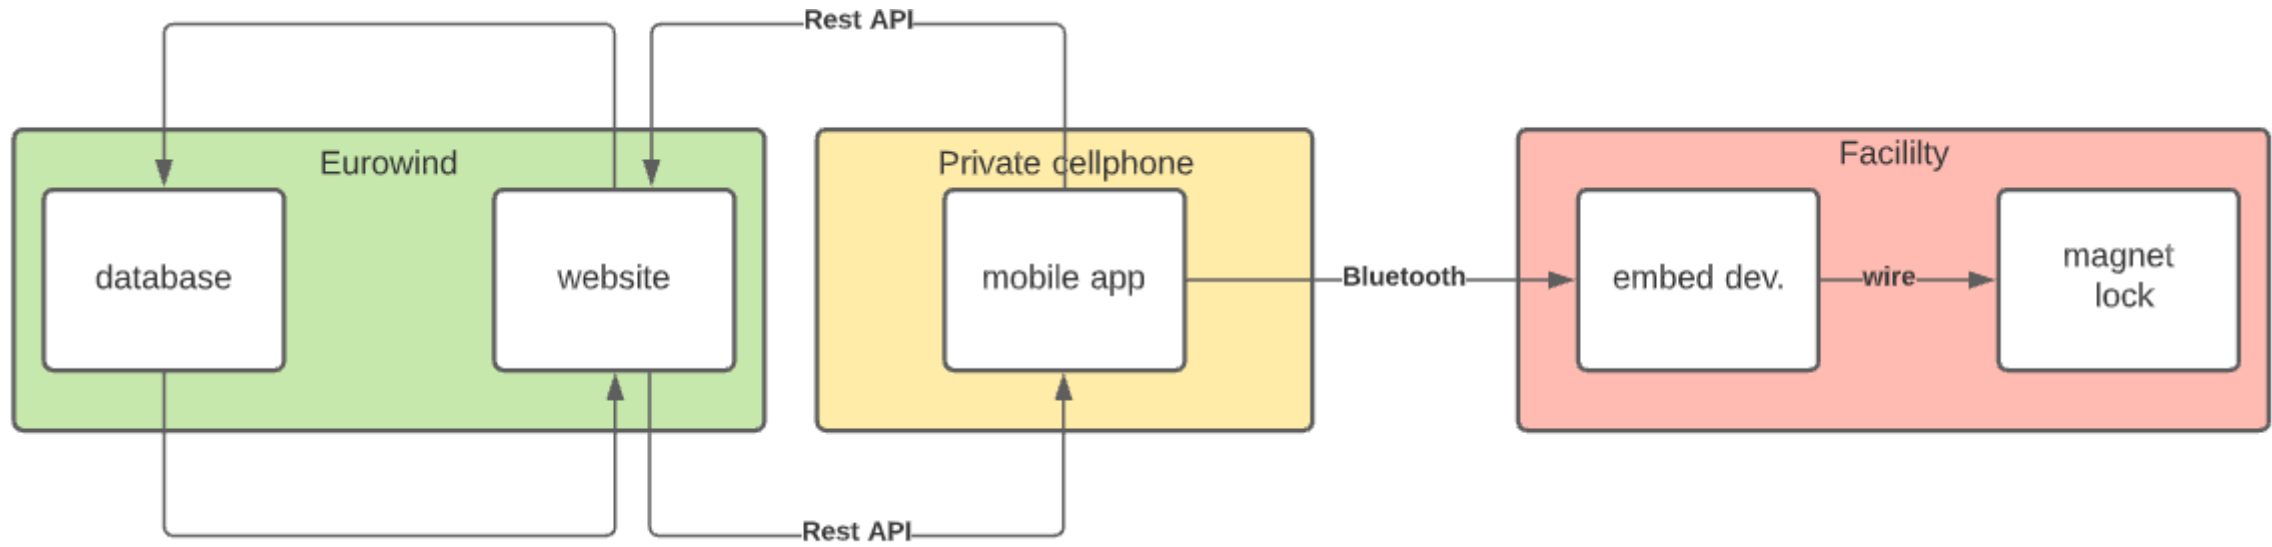 Rest API
Eurowind
Private cellphone
Facililty
database
website
mobile app
Bluetooth
embed dev.
wire
magnet
lock
Rest API